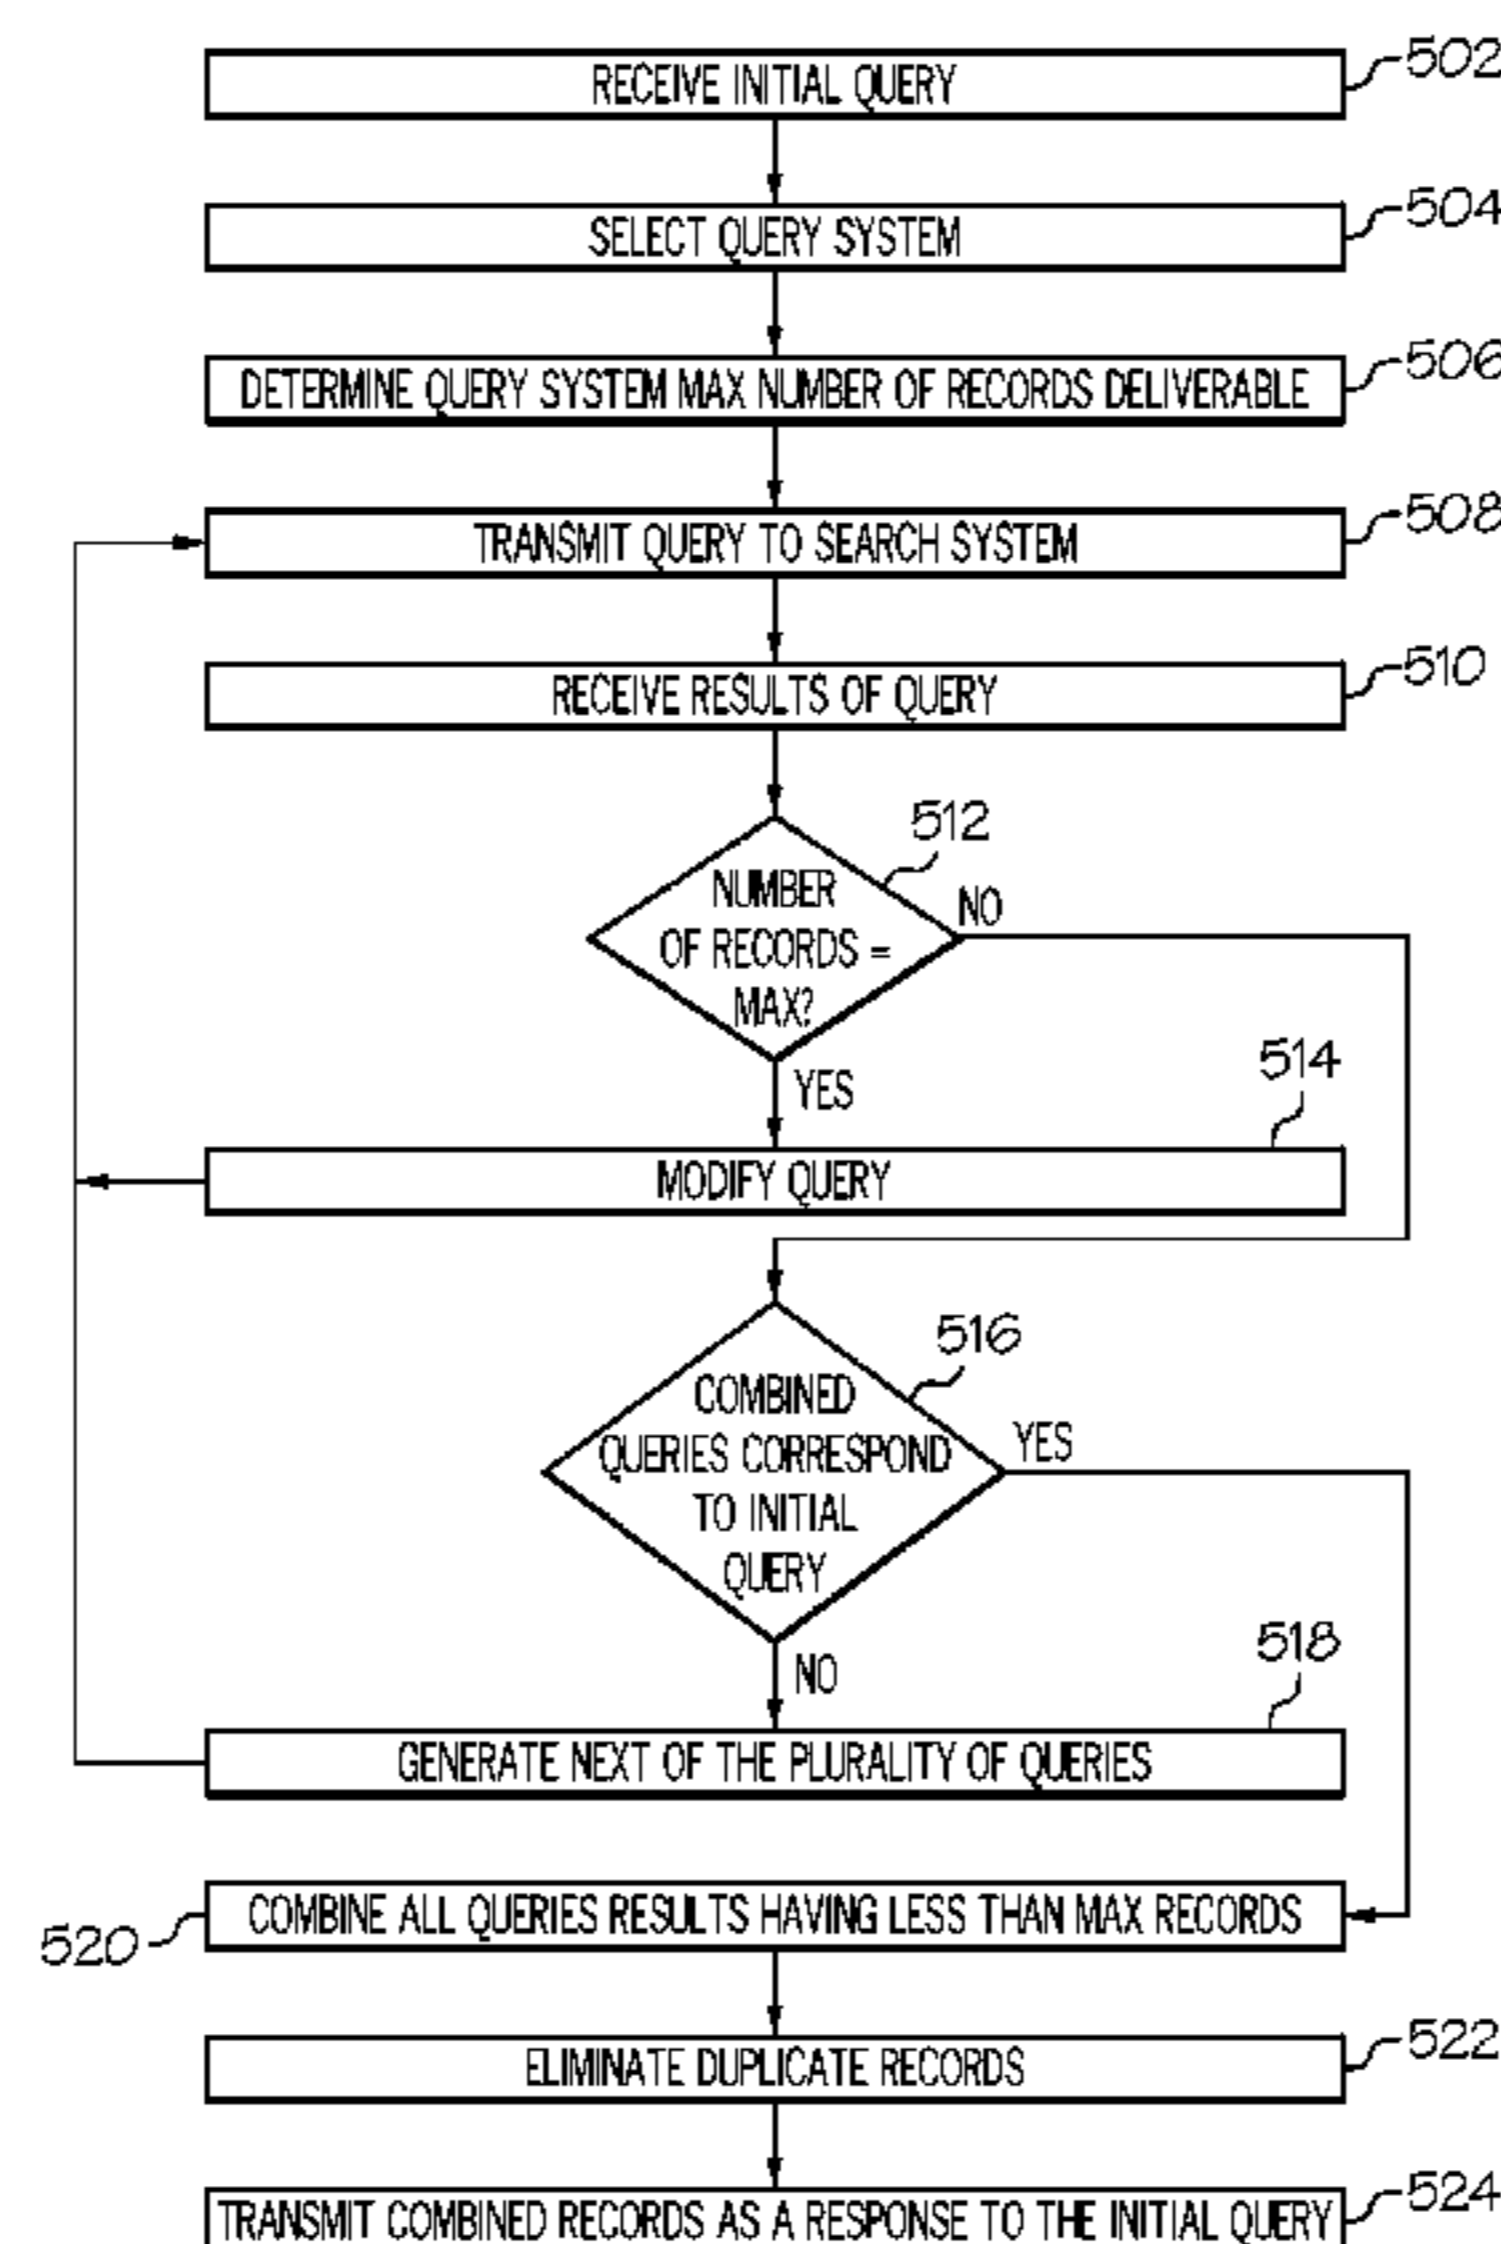 RECEIVE INITIAL QUERY
502
SELECT QUERY SYSTEM
504
DETERMINE QUERY SYSTEM MAX NUMBER OF RECORDS DELIVERABLE
506
TRANSMIT QUERY TO SEARCH SYSTEM
508
RECEIVE RESULTS OF QUERY
510
512
NUMBER
OF RECORDS =
MAX?
NO
YES
514
MODIFY QUERY
516
COMBINED
QUERIES CORRESPOND
TO INITIAL
QUERY
YES
NO
518
GENERATE NEXT OF THE PLURALITY OF QUERIES
COMBINE ALL QUERIES RESULTS HAVING LESS THAN MAX RECORDS
520
ELIMINATE DUPLICATE RECORDS
522
TRANSMIT COMBINED RECORDS AS A RESPONSE TO THE INITIAL QUERY
524